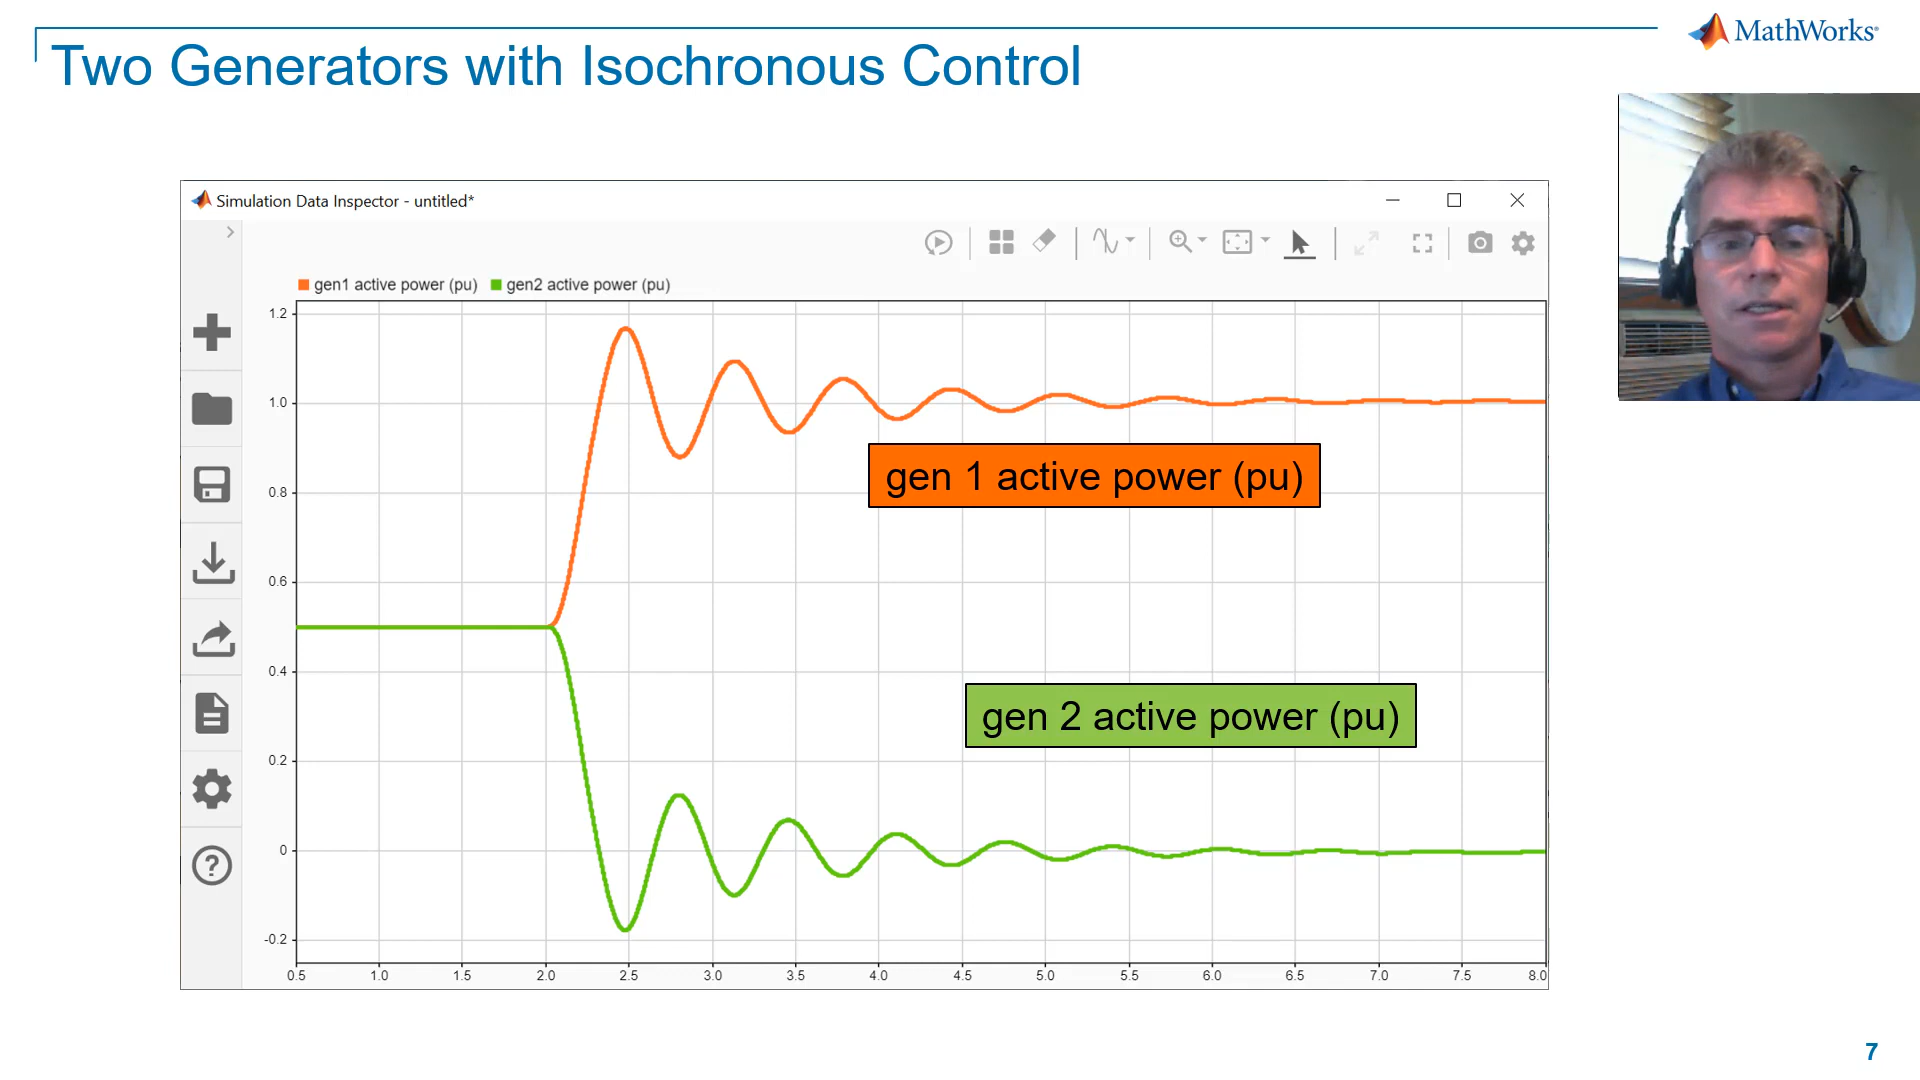 Two Generators with Isochronous Control
MathWorks®
Simulation Data Inspector - untitled*
gen1 active power (pu) gen2 active power (pu)
1.2
1.0
0.8
0.6
0.4
0.2
0
-0.2
gen 1 active power (pu)
gen 2 active power (pu)
0.5 1.0 1.5 2.0 2.5 3.0 3.5 4.0 4.5 5.0 5.5 6.0 6.5 7.0 7.5 8.0
7